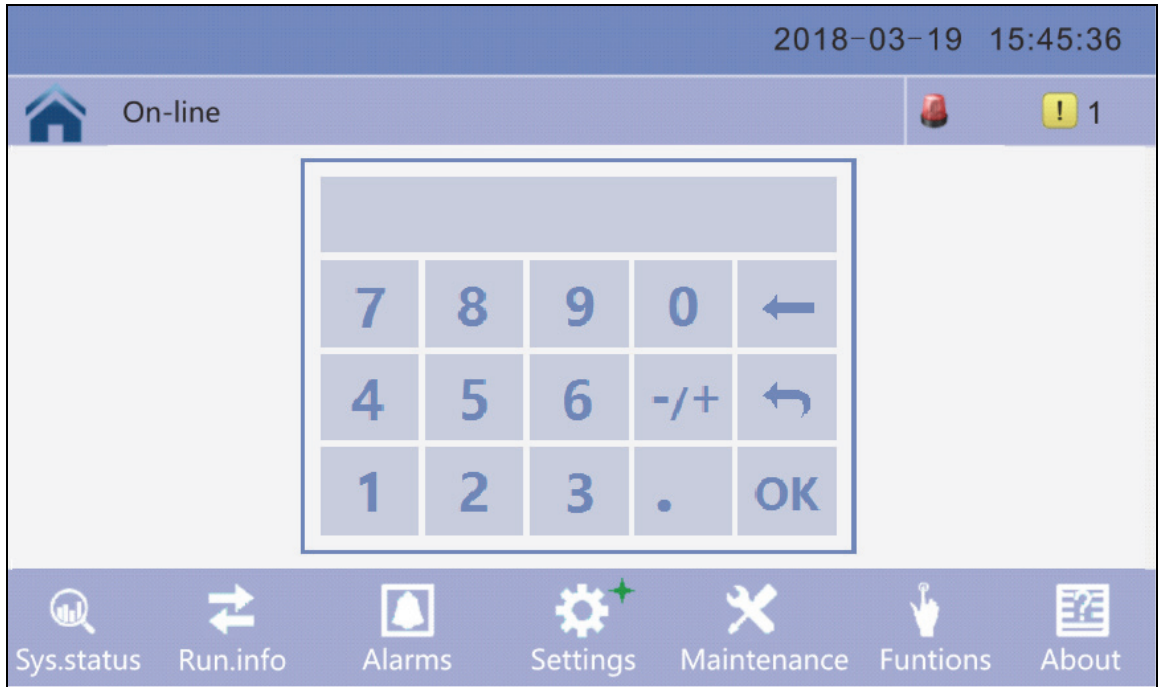 2018-03-19 15:45:36
On-line ! 1
7 8 9 0
4 5 6 -/+
1 2 3 . OK
Sys.status Run.info Alarms Settings Maintenance Funtions About